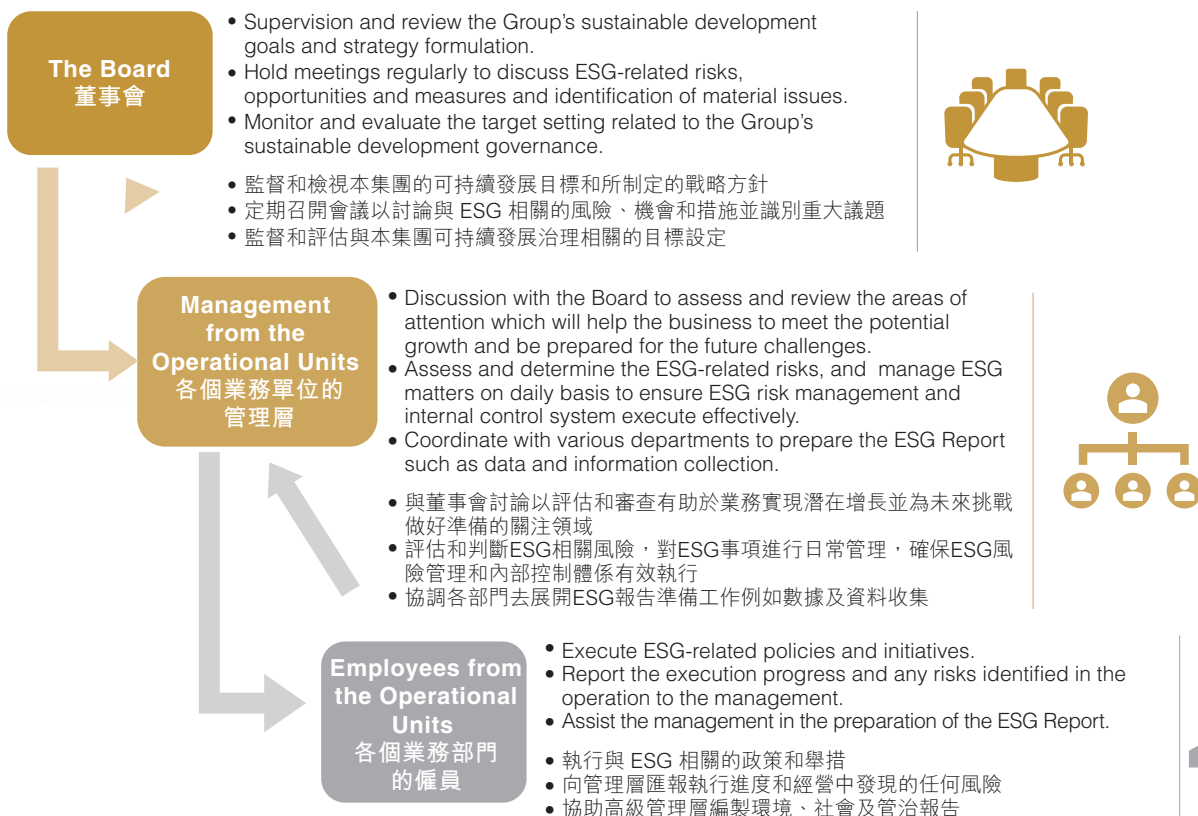 The Board
董事會
• Supervision and review the Group's sustainable development
goals and strategy formulation.
• Hold meetings regularly to discuss ESG-related risks,
opportunities and measures and identification of material issues.
• Monitor and evaluate the target setting related to the Group's
sustainable development governance.
• 監督和檢視本集團的可持續發展目標和所制定的戰略方針
• 定期召開會議以討論與 ESG 相關的風險、機會和措施並識別重大議題
• 監督和評估與本集團可持續發展治理相關的目標設定
Management
from the
Operational Units
各個業務單位的
管理層
• Discussion with the Board to assess and review the areas of
attention which will help the business to meet the potential
growth and be prepared for the future challenges.
• Assess and determine the ESG-related risks, and manage ESG
matters on daily basis to ensure ESG risk management and
internal control system execute effectively.
• Coordinate with various departments to prepare the ESG Report
such as data and information collection.
• 與董事會討論以評估和審查有助於業務實現潛在增長並為未來挑戰
做好準備的關注領域
• 評估和判斷ESG相關風險，對ESG事項進行日常管理，確保ESG風
險管理和內部控制體係有效執行
• 協調各部門去展開ESG報告準備工作例如數據及資料收集
Employees from
the Operational
Units
各個業務部門
的僱員
• Execute ESG-related policies and initiatives.
• Report the execution progress and any risks identified in the
operation to the management.
• Assist the management in the preparation of the ESG Report.
• 執行與 ESG 相關的政策和舉措
• 向管理層匯報執行進度和經營中發現的任何風險
• 協助高級管理層編製環境、社會及管治報告